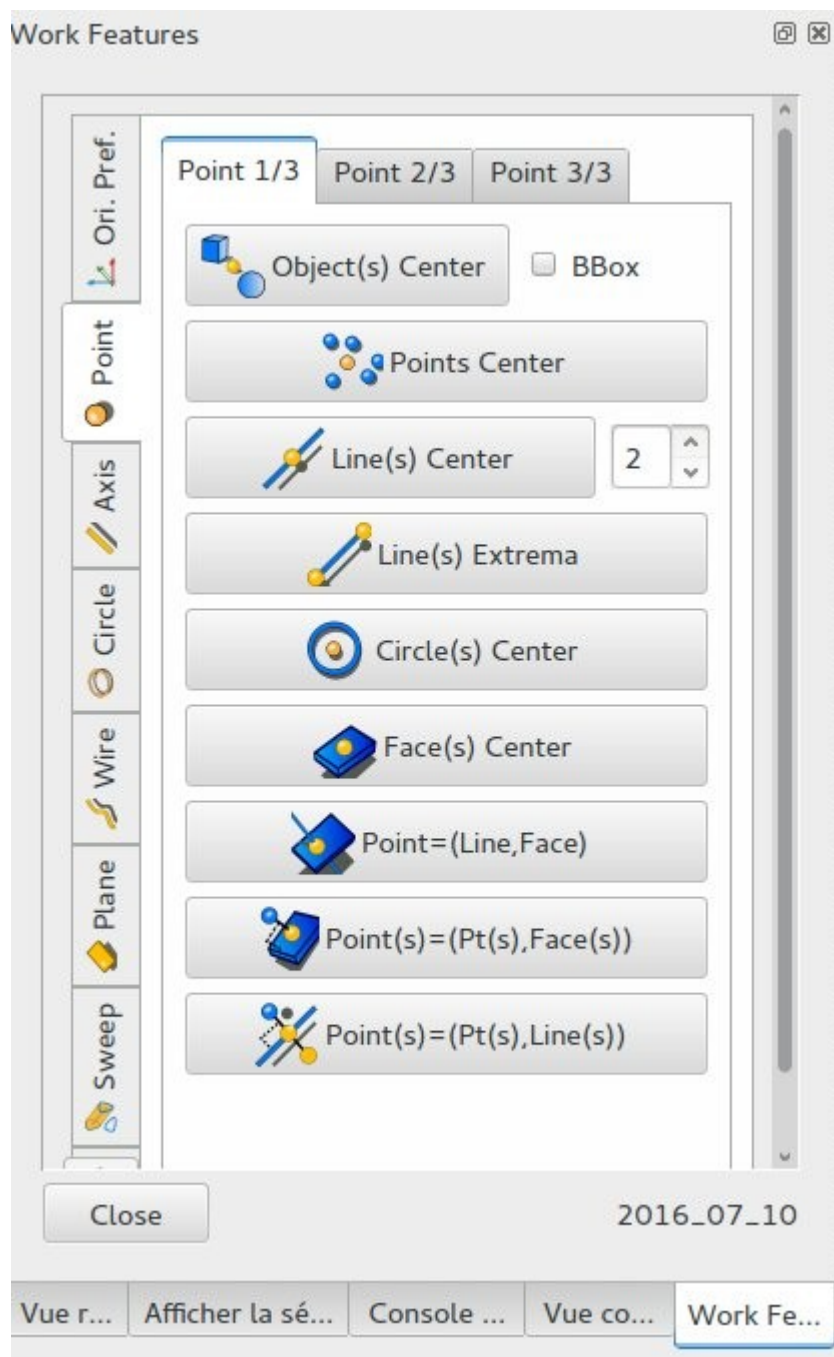 Work Features
Ori. Pref.
Point
Axis
Circle
Wire
Plane
Sweep
Point 1/3
Point 2/3
Point 3/3
Object(s) Center
BBox
Points Center
Line(s) Center
2
Line(s) Extrema
Circle(s) Center
Face(s) Center
Point=(Line,Face)
Point(s)=(Pt(s),Face(s))
Point(s)=(Pt(s),Line(s))
Close
2016_07_10
Vue r...
Afficher la sé...
Console ...
Vue co...
Work Fe...